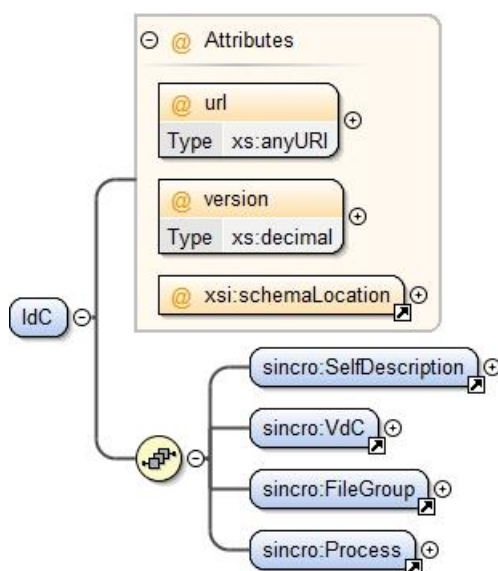 @ Attributes
@ url
Type xs:anyURI
@ version
Type xs:decimal
@ xsi:schemaLocation
IdC
sincro:SelfDescription
sincro:VdC
sincro:FileGroup
sincro:Process